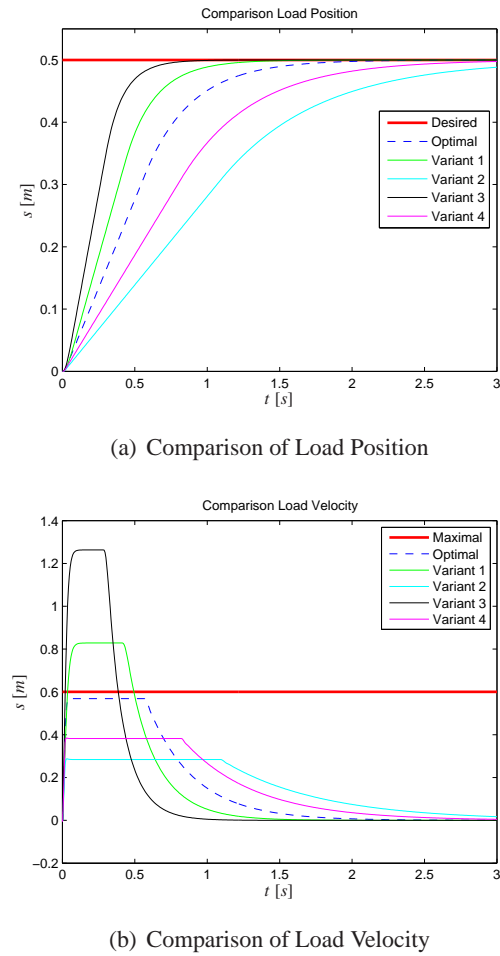 Comparison Load Position
0.5
0.4
0.3
0.2
0.1
0
s [m]
Desired
Optimal
Variant 1
Variant 2
Variant 3
Variant 4
0 0.5 1 1.5 2 2.5 3
t [s]
(a) Comparison of Load Position
Comparison Load Velocity
1.4
1.2
1
0.8
0.6
0.4
0.2
0
−0.2
s [m]
Maximal
Optimal
Variant 1
Variant 2
Variant 3
Variant 4
0 0.5 1 1.5 2 2.5 3
t [s]
(b) Comparison of Load Velocity